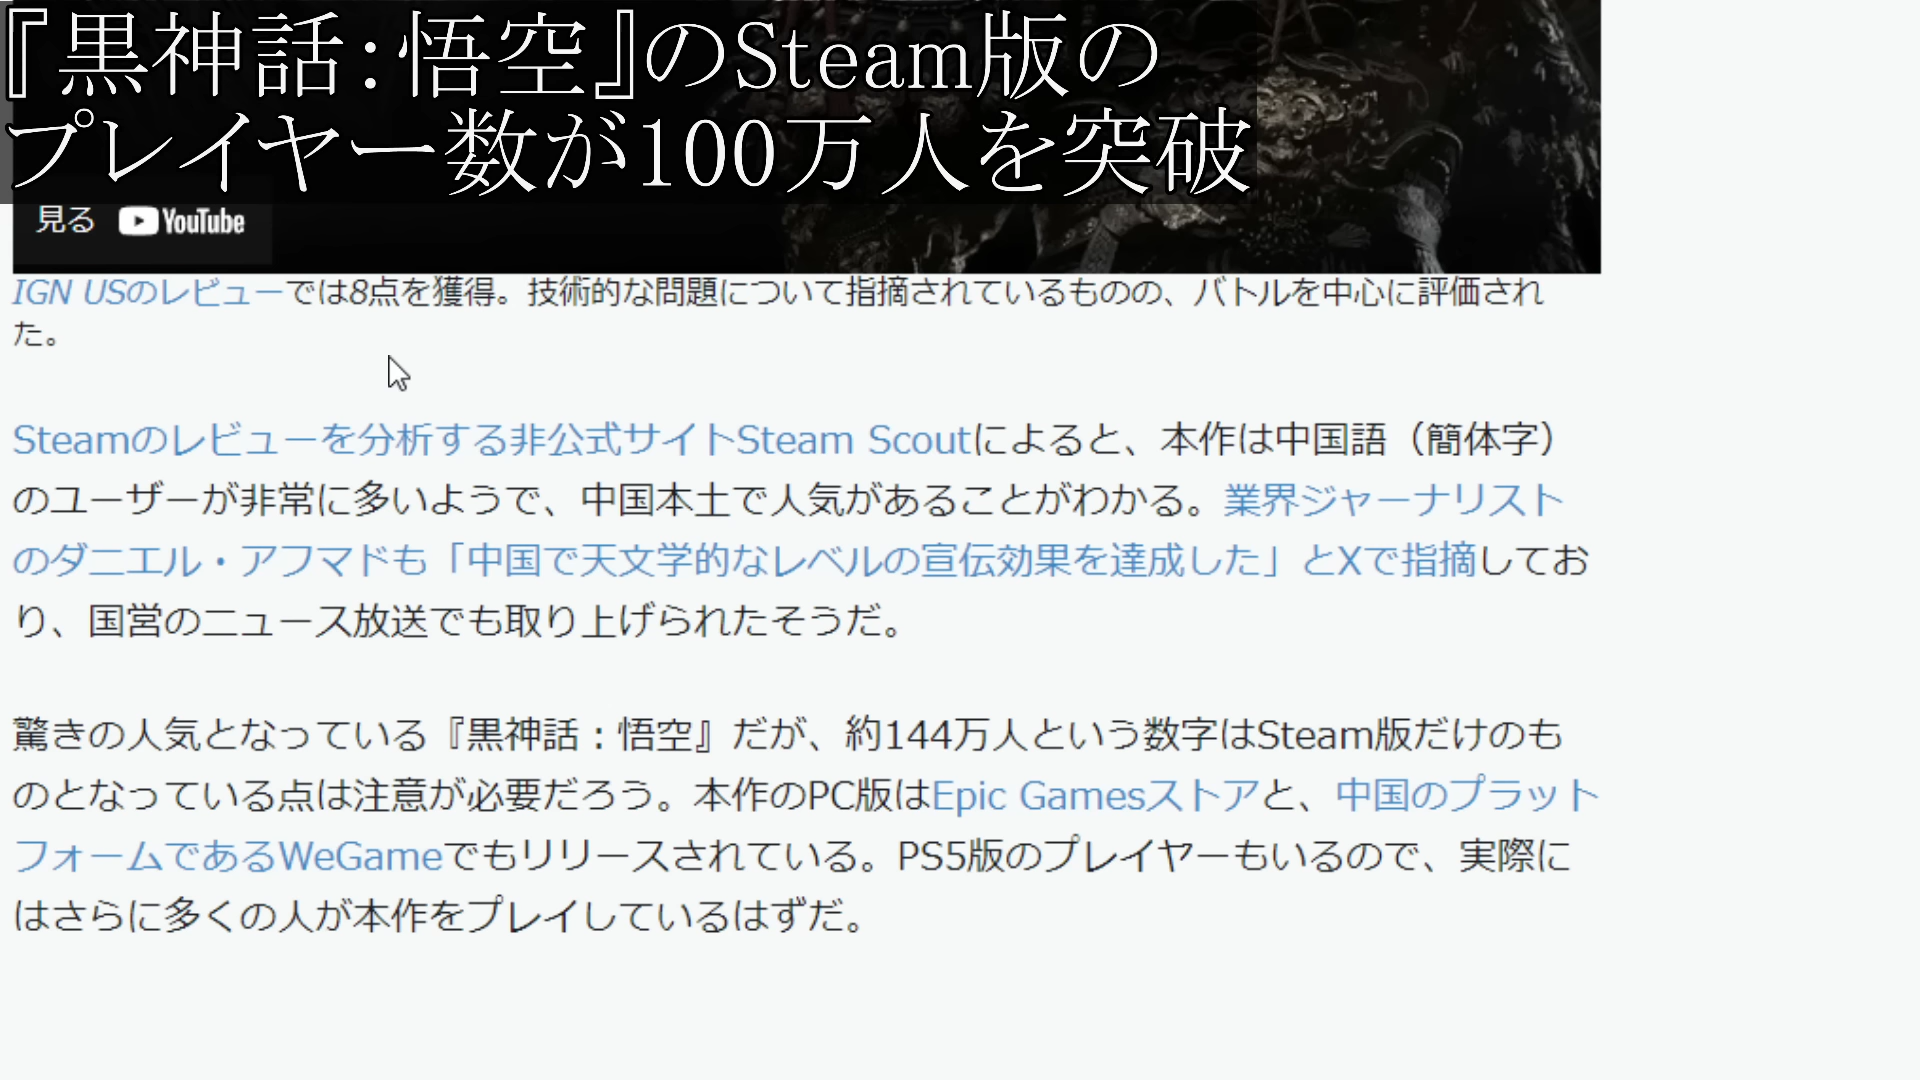 『黒神話:悟空』のSteam版の
プレイヤー数が100万人を突破
見る YouTube
IGN USのレビューでは8点を獲得。技術的な問題について指摘されているものの、バトルを中心に評価され
た。
Steamのレビューを分析する非公式サイトSteam Scoutによると、本作は中国語（簡体字）
のユーザーが非常に多いようで、中国本土で人気があることがわかる。業界ジャーナリスト
のダニエル・アフマドも「中国で天文学的なレベルの宣伝効果を達成した」とXで指摘してお
り、国営のニュース放送でも取り上げられたそうだ。
驚きの人気となっている『黒神話：悟空』だが、約144万人という数字はSteam版だけのも
のとなっている点は注意が必要だろう。本作のPC版はEpic Gamesストアと、中国のプラット
フォームであるWeGameでもリリースされている。PS5版のプレイヤーもいるので、実際に
はさらに多くの人が本作をプレイしているはずだ。